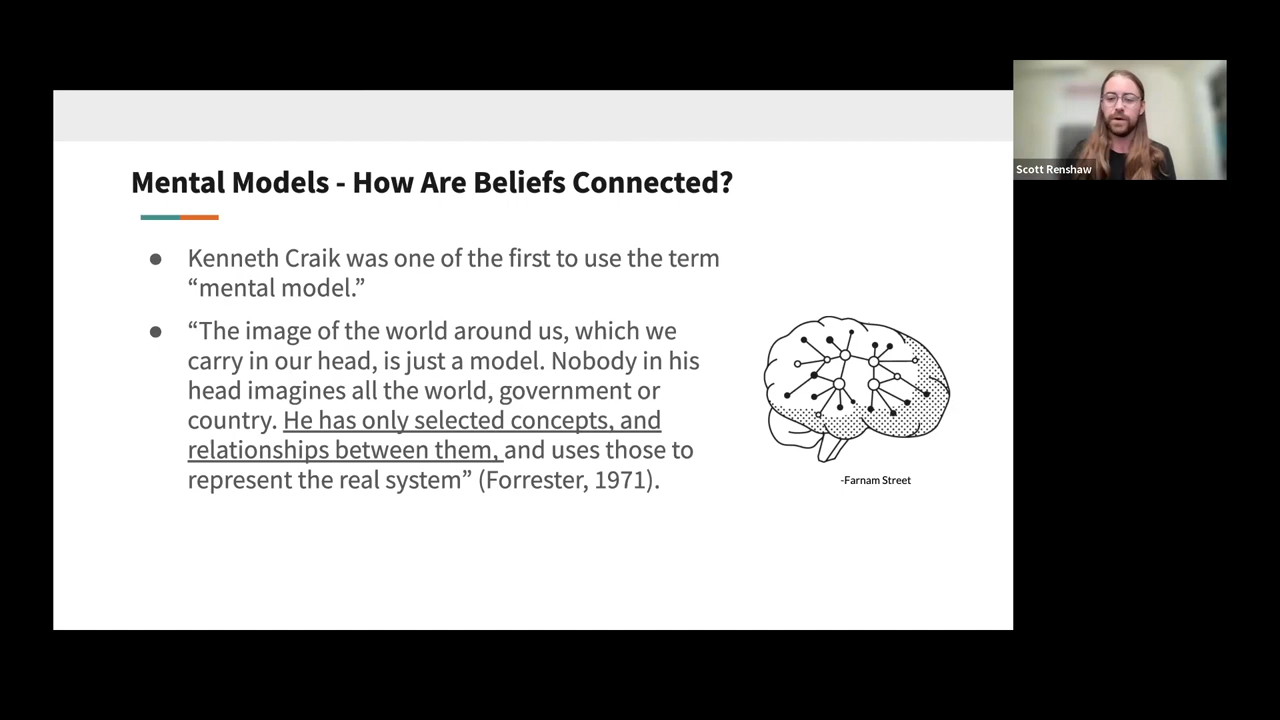 Mental Models - How Are Beliefs Connected?
● Kenneth Craik was one of the first to use the term
“mental model.”
● “The image of the world around us, which we
carry in our head, is just a model. Nobody in his
head imagines all the world, government or
country. He has only selected concepts, and
relationships between them, and uses those to
represent the real system” (Forrester, 1971).
-Farnam Street
Scott Renshaw